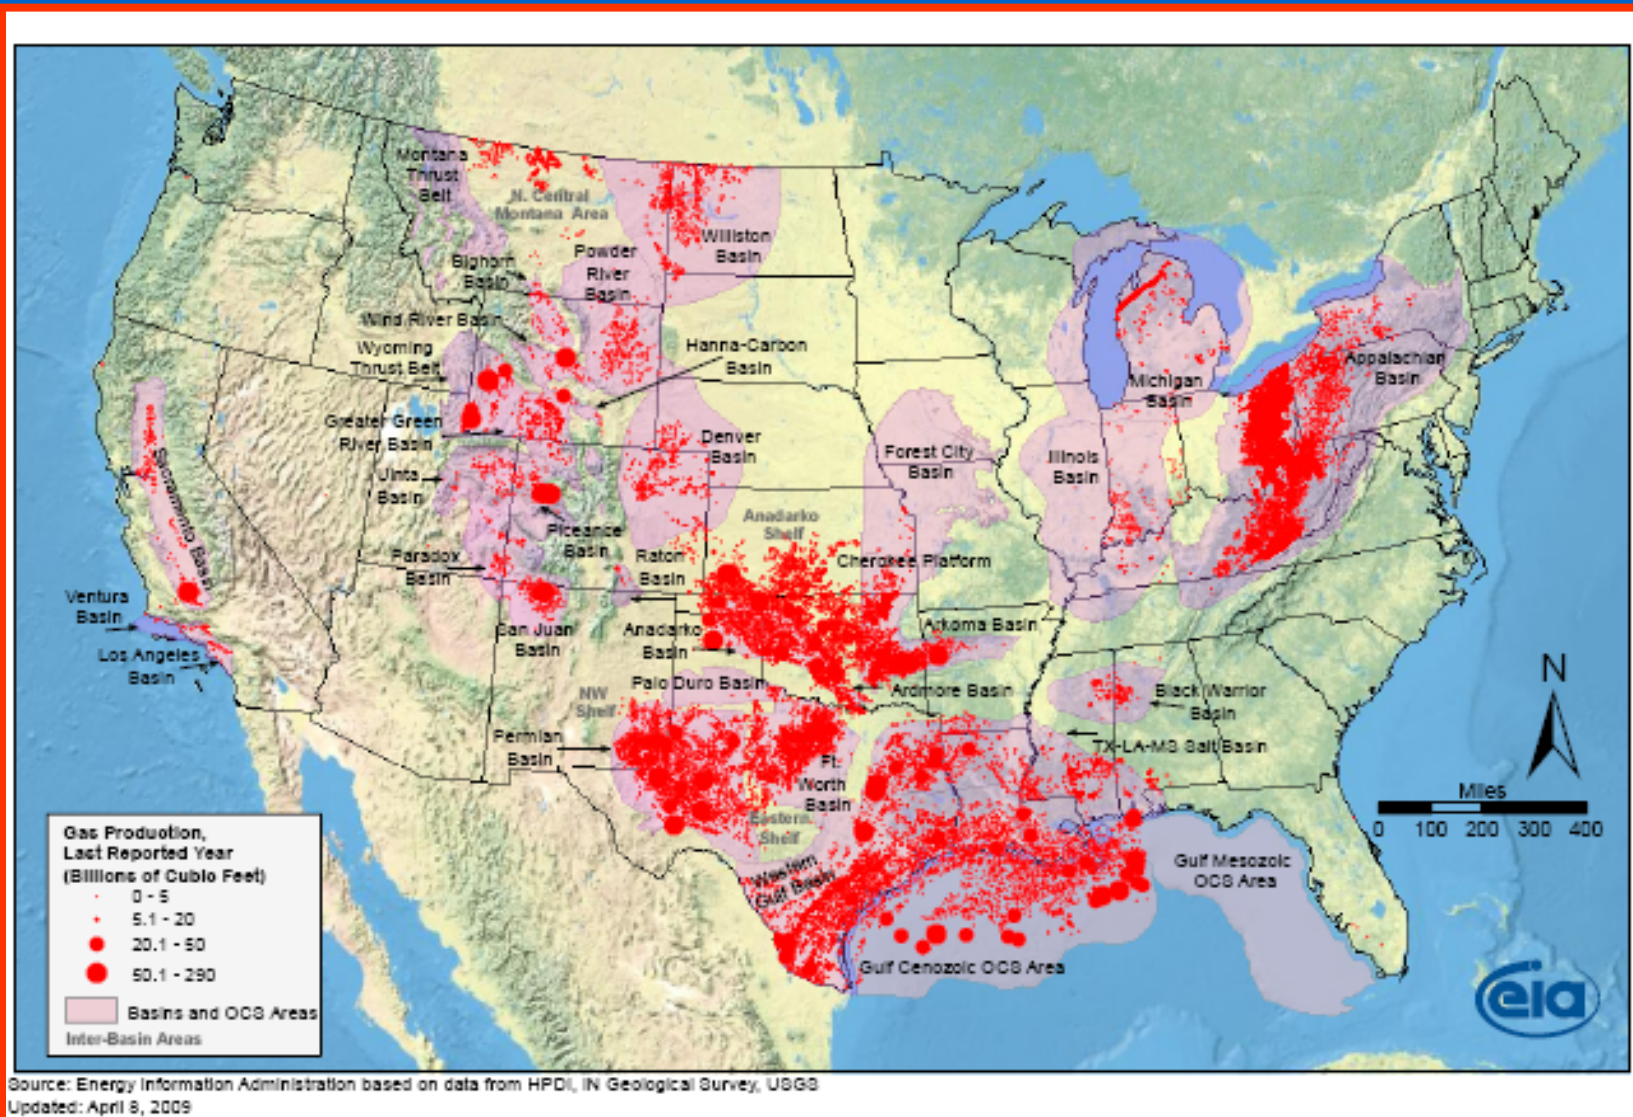 Montana
Thrust
Belt
N. Central
Montana Area
Williston
Basin
Powder
River
Basin
Bighorn
Basin
Wind River Basin
Wyoming
Thrust Belt
Hanna-Carbon
Basin
Greater Green
River Basin
Denver
Basin
Forest City
Basin
Illinois
Basin
Michigan
Basin
Appalachian
Basin
Uinta
Basin
Sacramento Basin
Piceance
Basin
Anadarko
Shelf
Cherokee Platform
Paradox
Basin
Raton
Basin
Ventura
Basin
Los Angeles
Basin
San Juan
Basin
Anadarko
Basin
Arkoma Basin
Palo Duro Basin
Ardmore Basin
NW
Shelf
Black Warrior
Basin
Permian
Basin
TX-LA-MS Salt Basin
Ft.
Worth
Basin
Eastern
Shelf
Western
Gulf Basin
Gulf Mesozoic
OCS Area
Gulf Cenozoic OCS Area
N
Miles
0 100 200 300 400
Gas Production,
Last Reported Year
(Billions of Cubic Feet)
0 - 5
5.1 - 20
20.1 - 50
50.1 - 290
Basins and OCS Areas
Inter-Basin Areas
eia
Source: Energy Information Administration based on data from HPDI, IN Geological Survey, USGS
Updated: April 8, 2009